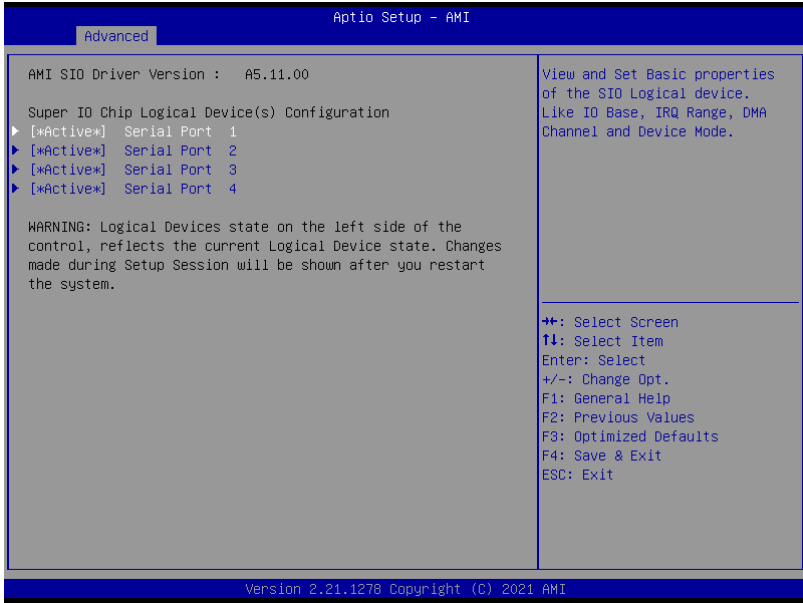 Aptio Setup – AMI
Advanced
AMI SIO Driver Version :   A5.11.00
Super IO Chip Logical Device(s) Configuration
[*Active*]   Serial Port   1
[*Active*]   Serial Port   2
[*Active*]   Serial Port   3
[*Active*]   Serial Port   4
WARNING: Logical Devices state on the left side of the
control, reflects the current Logical Device state. Changes
made during Setup Session will be shown after you restart
the system.
View and Set Basic properties
of the SIO Logical device.
Like IO Base, IRQ Range, DMA
Channel and Device Mode.
→←: Select Screen
↑↓: Select Item
Enter: Select
+/-: Change Opt.
F1: General Help
F2: Previous Values
F3: Optimized Defaults
F4: Save & Exit
ESC: Exit
Version 2.21.1278 Copyright (C) 2021 AMI